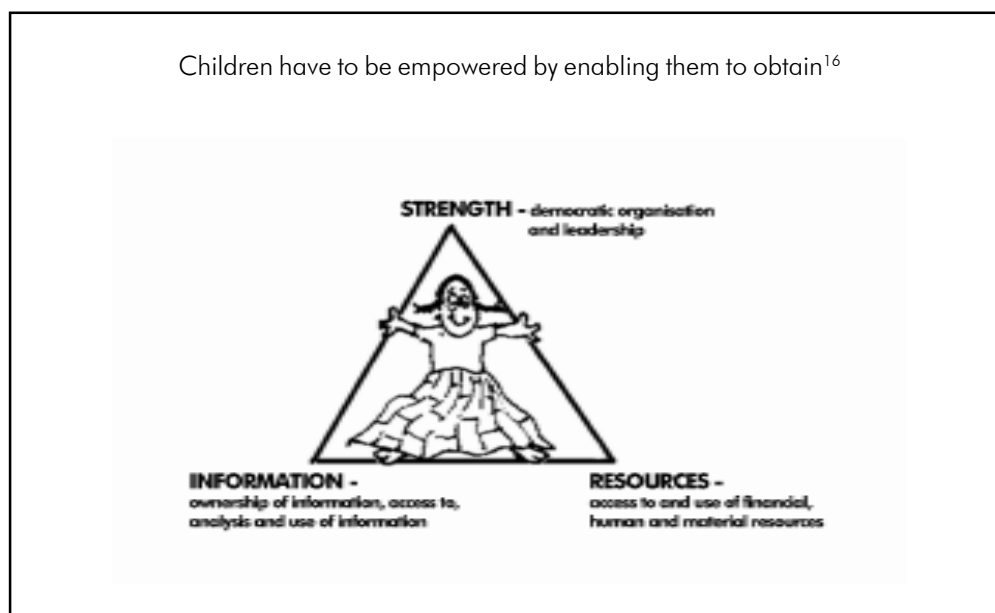 Children have to be empowered by enabling them to obtain¹⁶
STRENGTH - democratic organisation
and leadership
INFORMATION -
ownership of information, access to,
analysis and use of information
RESOURCES -
access to and use of financial,
human and material resources